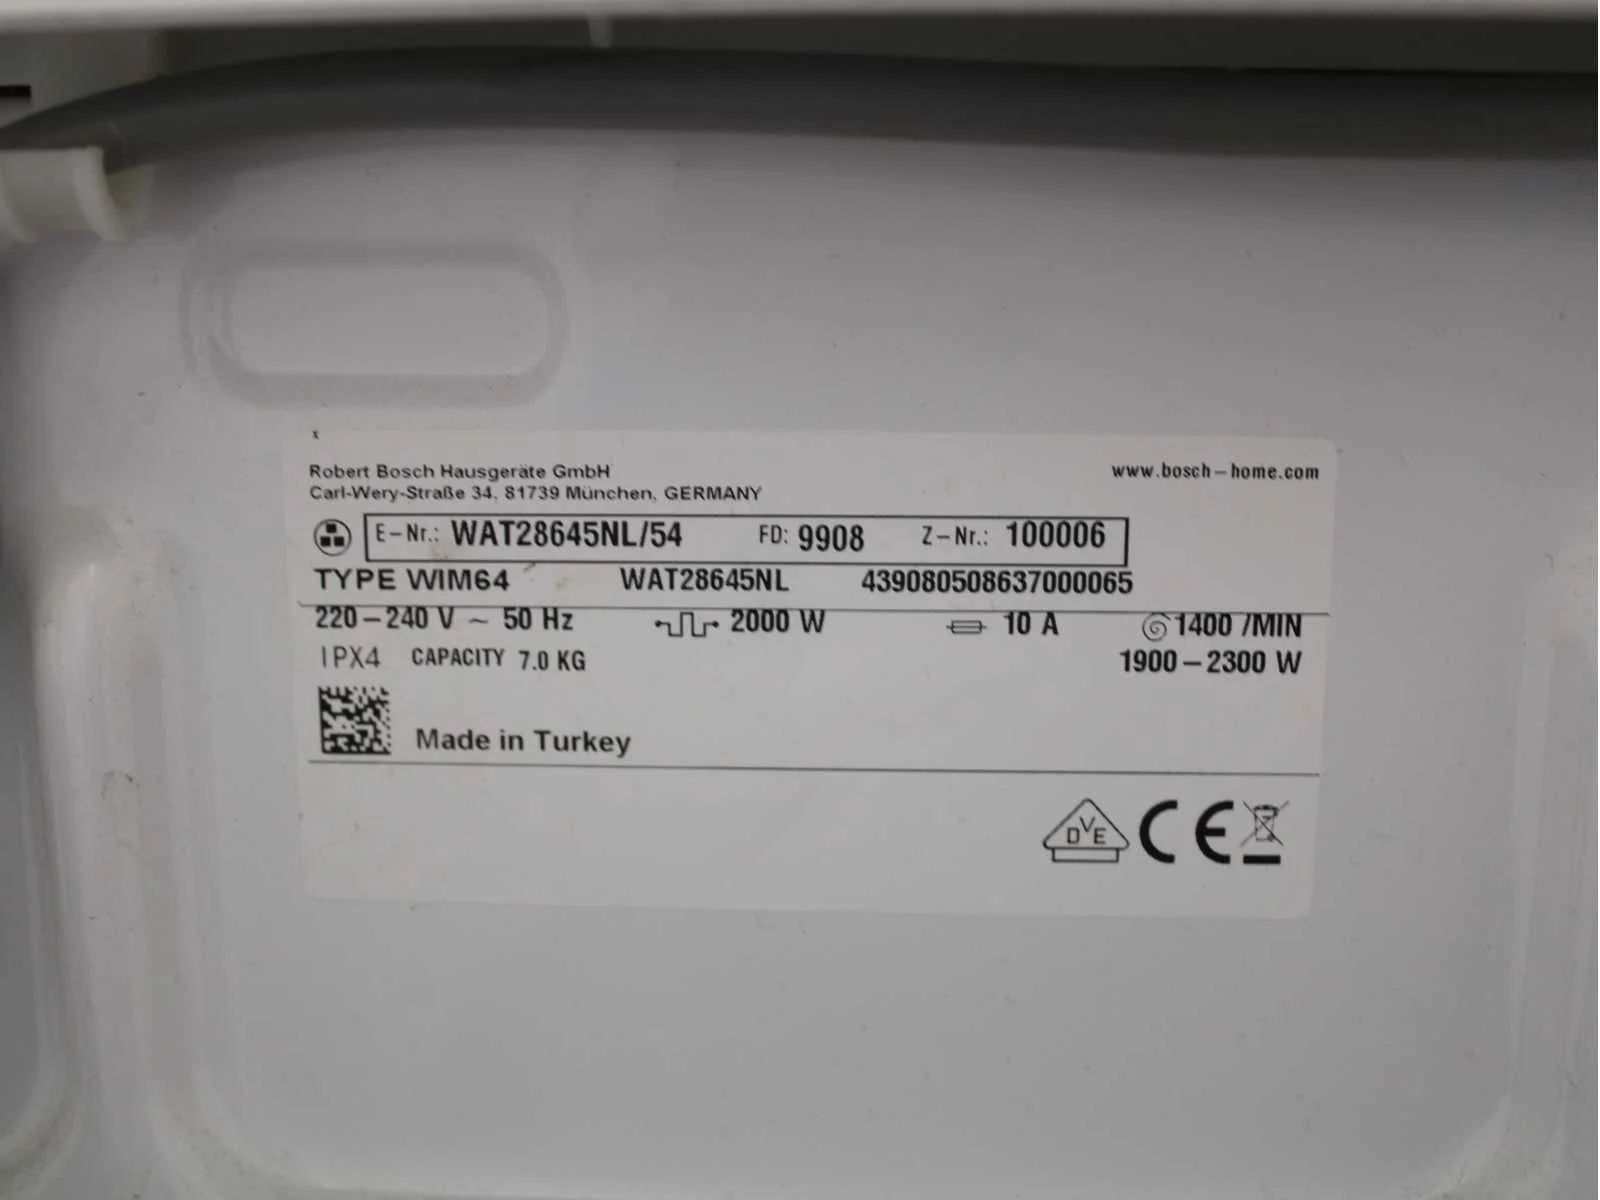 x
Robert Bosch Hausgeräte GmbH www.bosch-home.com
Carl-Wery-Straße 34, 81739 München, GERMANY
E-Nr.: WAT28645NL/54 FD: 9908 Z-Nr.: 100006
TYPE WIM64 WAT28645NL 439080508637000065
220-240 V ~ 50 Hz 2000 W 10 A 1400 /MIN
IPX4 CAPACITY 7.0 KG 1900-2300 W
Made in Turkey
DVE CE